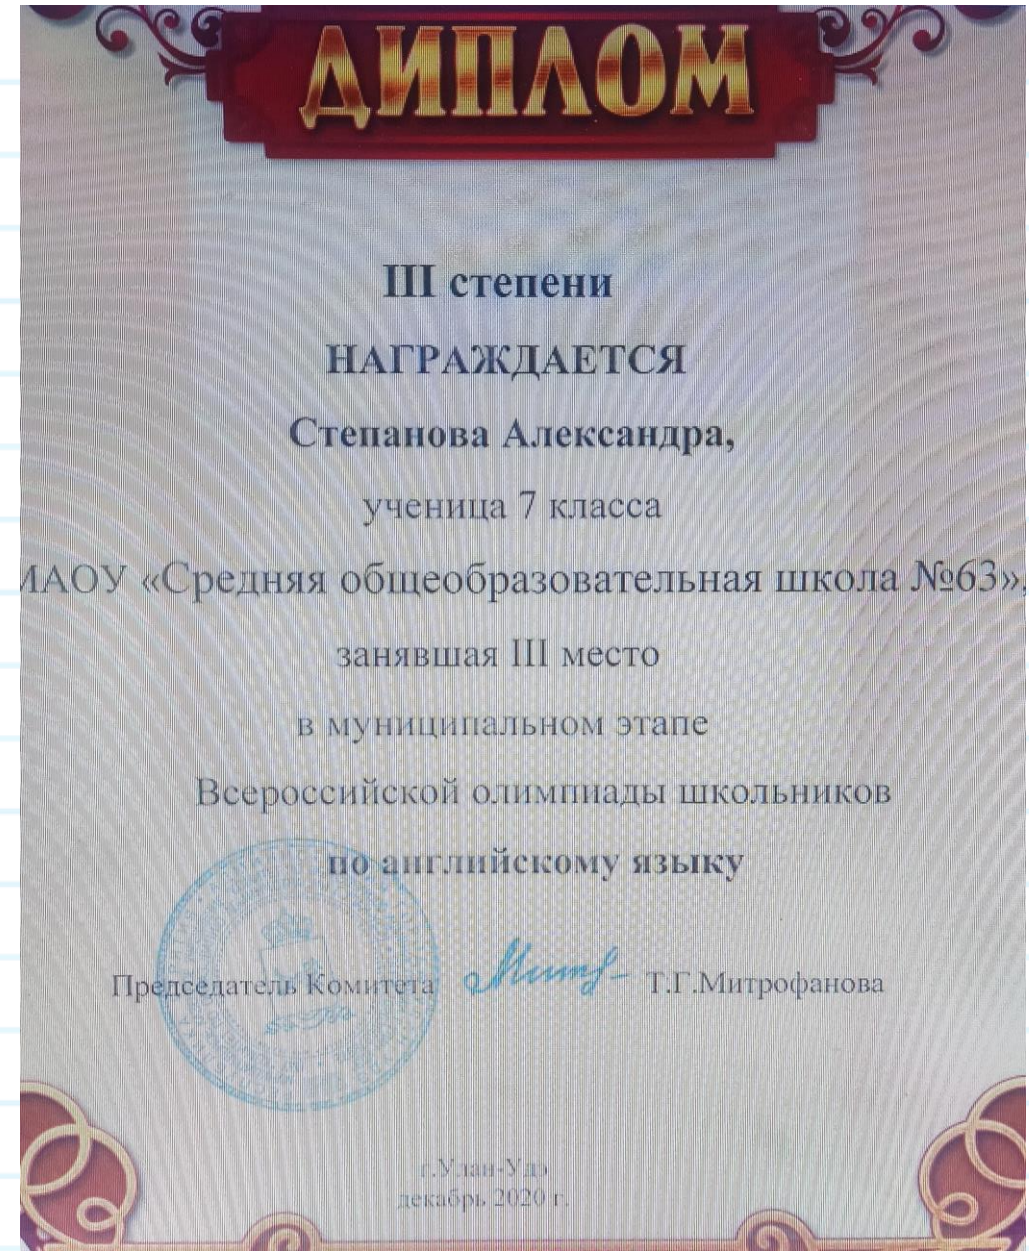 ДИПЛОМ
III степени
НАГРАЖДАЕТСЯ
Степанова Александра,
ученица 7 класса
МАОУ «Средняя общеобразовательная школа №63»,
занявшая III место
в муниципальном этапе
Всероссийской олимпиады школьников
по английскому языку
Председатель Комитета Т.Г.Митрофанова
г.Улан-Удэ
декабрь 2020 г.